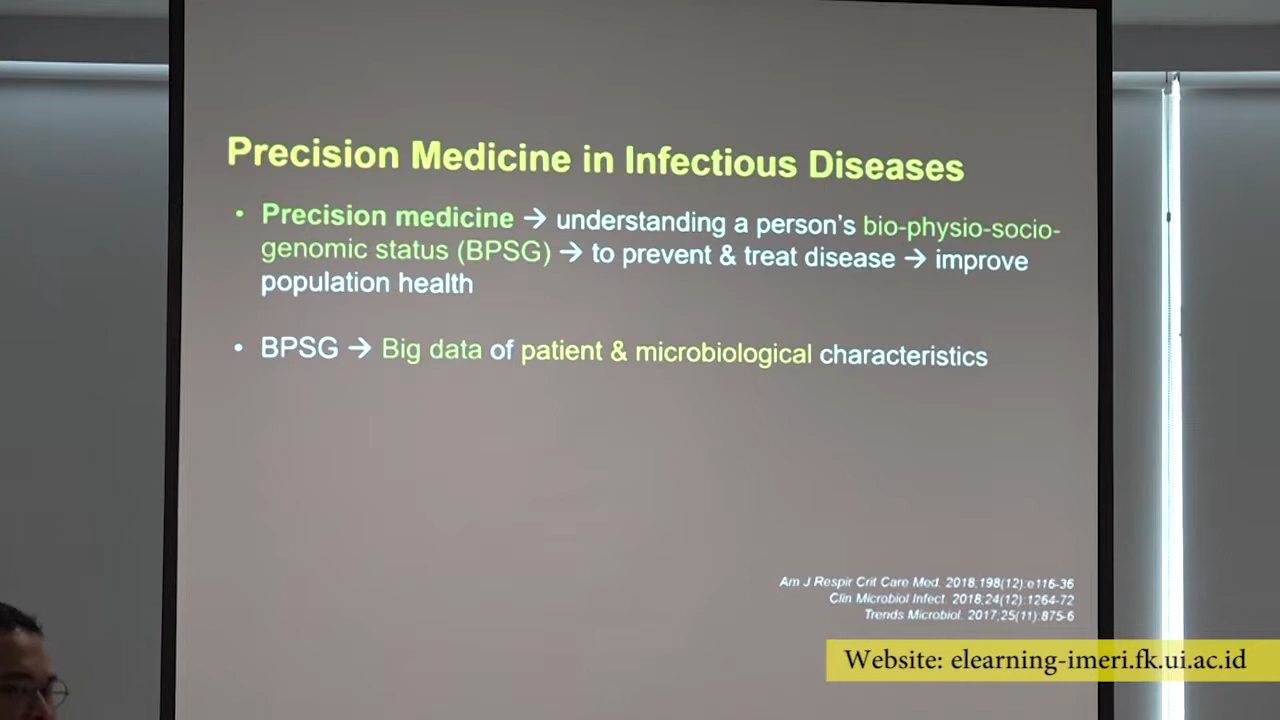 Precision Medicine in Infectious Diseases
• Precision medicine → understanding a person's bio-physio-socio-
genomic status (BPSG) → to prevent & treat disease → improve
population health
• BPSG → Big data of patient & microbiological characteristics
Am J Respir Crit Care Med. 2018;198(12):e116-36
Clin Microbiol Infect. 2018;24(12):1264-72
Trends Microbiol. 2017;25(11):875-6
Website: elearning-imeri.fk.ui.ac.id